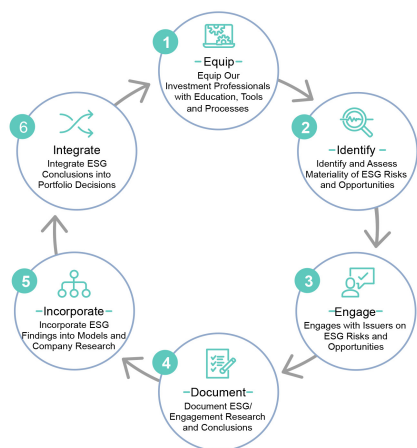 1
Equip
Equip Our
Investment Professionals
with Education, Tools
and Processes
2
Identify
Identify and Assess
Materiality of ESG Risks
and Opportunities
3
Engage
Engages with Issuers on
ESG Risks and
Opportunities
4
Document
Document ESG/
Engagement Research
and Conclusions
5
Incorporate
Incorporate ESG
Findings into Models and
Company Research
6
Integrate
Integrate ESG
Conclusions into
Portfolio Decisions